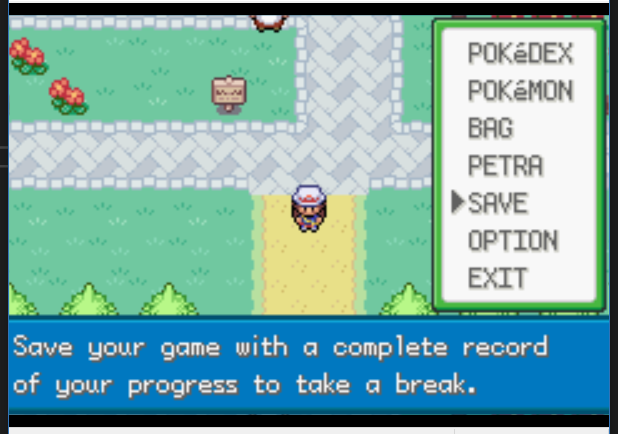 POKéDEX
POKéMON
BAG
PETRA
SAVE
OPTION
EXIT
Save your game with a complete record
of your progress to take a break.